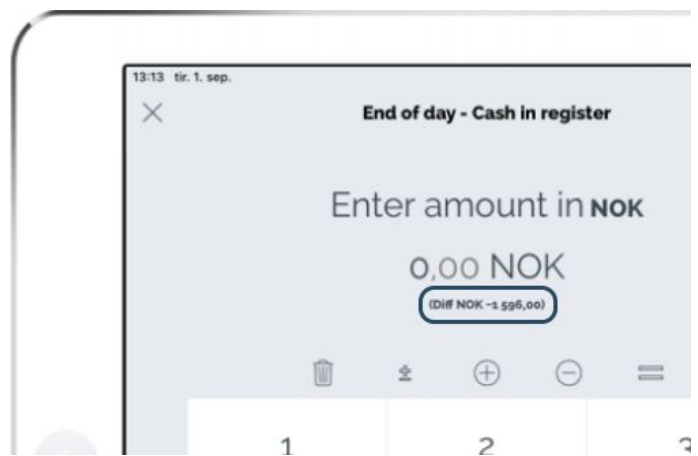 13:13 tir. 1. sep.
End of day - Cash in register
Enter amount in NOK
0,00 NOK
(Diff NOK -1 596,00)
1 2 3